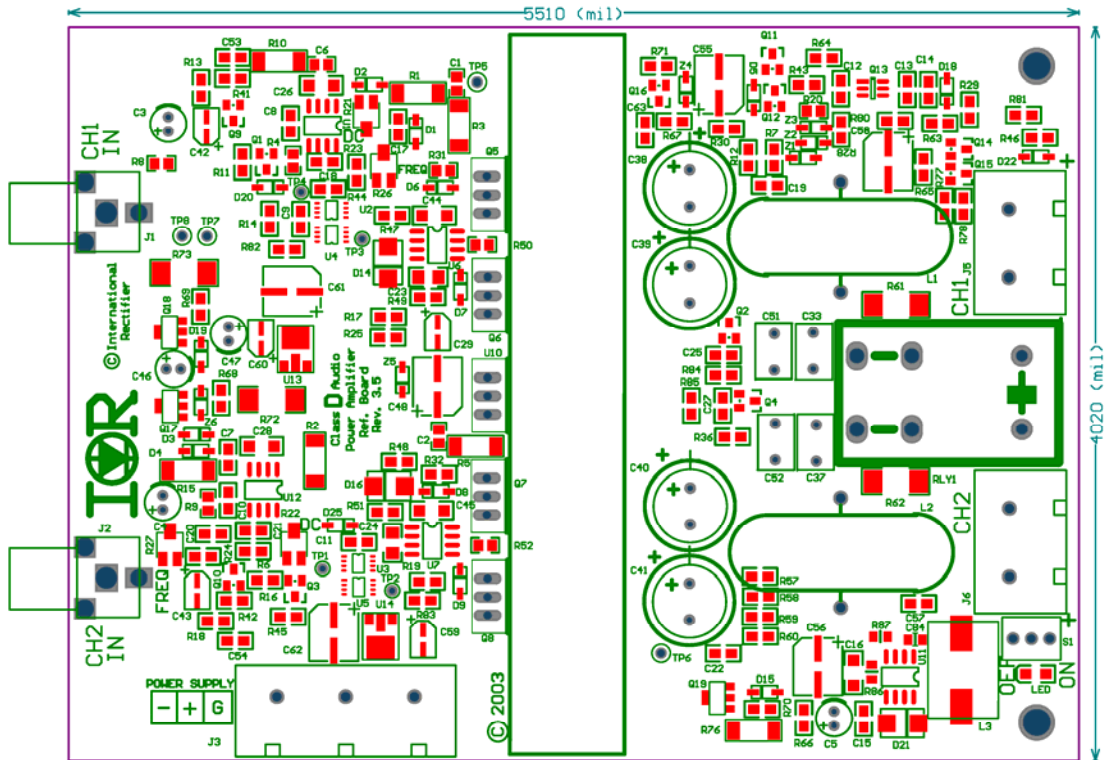 5510 (mil)
4020 (mil)
C53
R10
C6
R13
R41
C26
D2
R1
C1
TP5
C3
C8
R21
D1
R3
CH1
IN
C42
Q9
Q1
R4
DC
R23
C17
R8
R11
D20
TP4
C18
R44
R26
FREQ
R31
D6
Q5
TP8
TP7
J1
R14
C9
U4
U2
R47
C44
R82
TP3
U6
R50
R73
D14
C61
C23
R49
D7
Q6
© International
Rectifier
Q18
R69
D19
C47
C60
U13
R17
R25
C29
U10
C46
R68
Z5
C48
Q17
Z6
R72
Class D Audio
Power Amplifier
Ref. Board
Rev. 3.5
IOR
D3
D4
C7
C28
R2
C2
R48
R5
R15
R9
C10
U12
R32
D16
D8
Q7
C45
J2
R27
C20
R24
C21
R22
DC
D25
C11
R51
C24
R52
R6
TP1
U3
R19
U7
FREQ
Q10
R16
Q3
U5
TP2
D9
C43
R18
R42
R45
U14
R83
C59
Q8
CH2
IN
C54
C62
POWER SUPPLY
- + G
J3
© 2003
R71
C55
Q11
R64
Z4
Q16
R43
C12
Q13
C13
C14
D18
R29
C63
R67
Q12
R20
R81
C38
R30
Z3
Z2
Z1
R80
C58
R63
R46
R12
R7
R28
Q14
Q15
D22
C19
R65
R77
R78
C39
L1
CH1
J5
R61
Q2
C51
C33
C25
R84
R85
C27
Q4
R36
C52
C37
C40
RLY1
R62
L2
CH2
C41
R57
R58
R59
R60
J6
C57
C22
TP6
C56
C16
R87
C84
U11
S1
OFF
ON
LED
Q19
D15
R70
R86
R76
R66
C5
C15
D21
L3